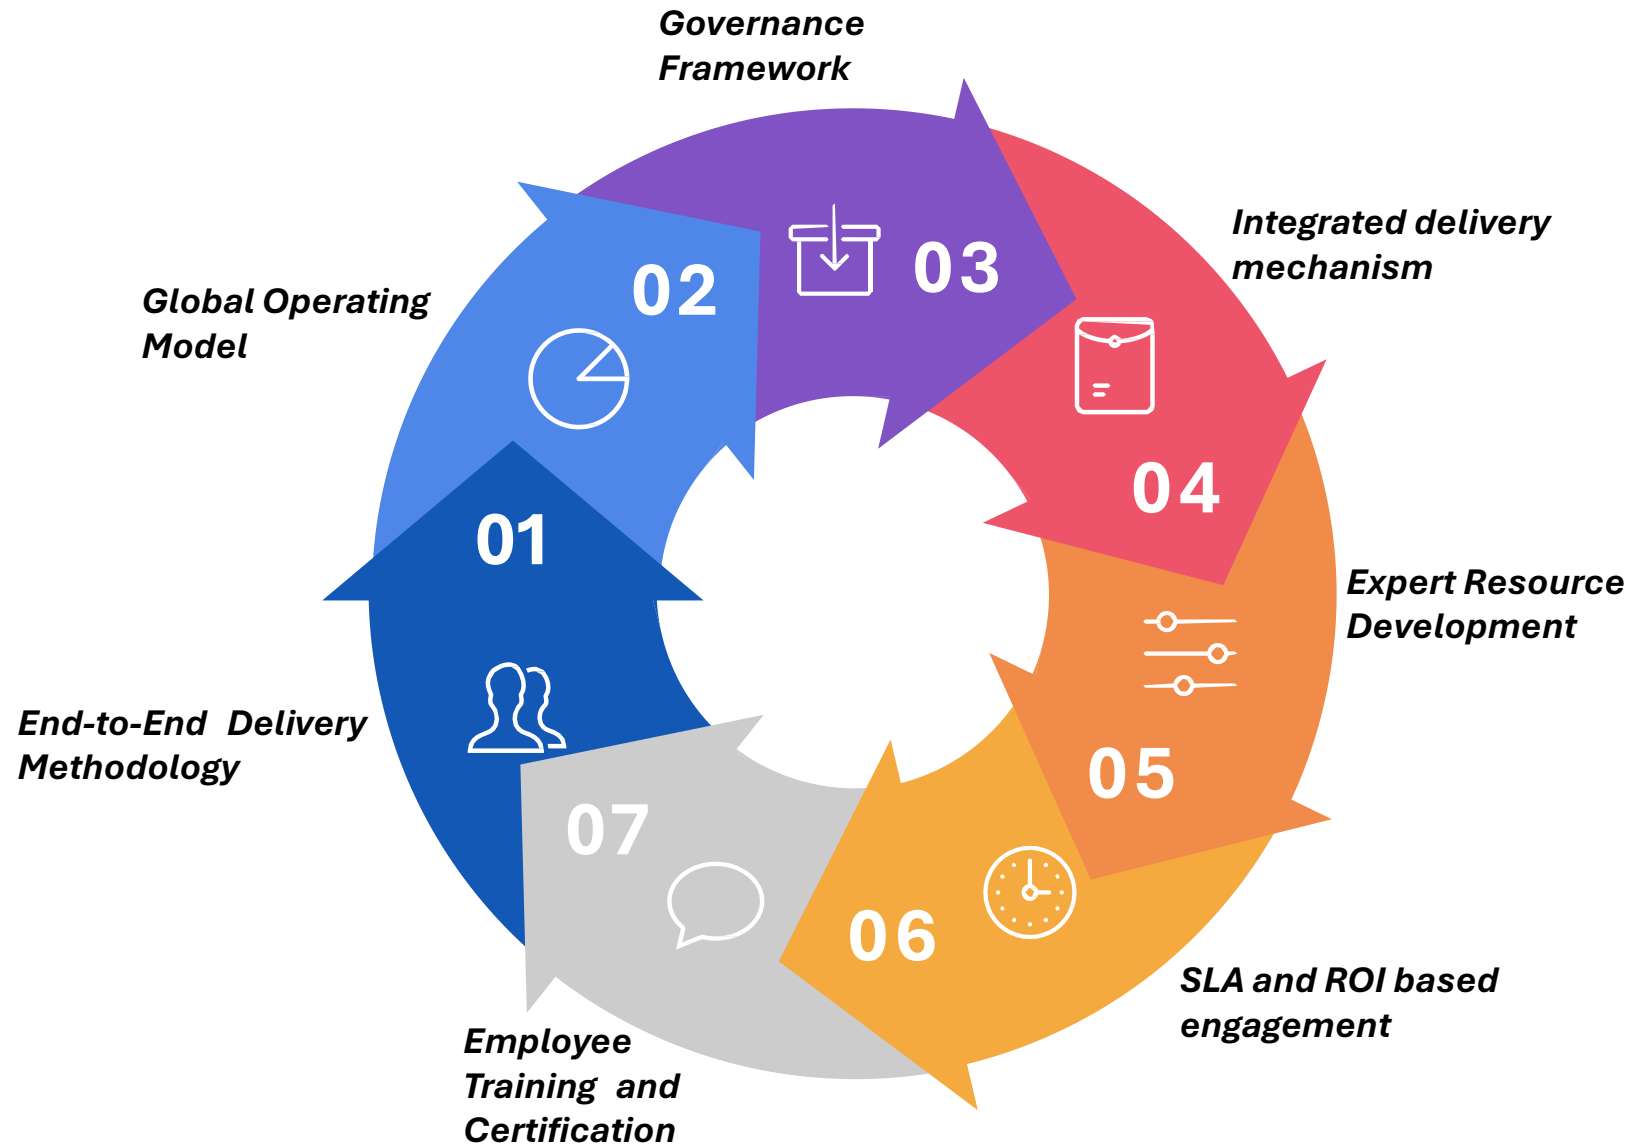 Governance
Framework
03
Integrated delivery
mechanism
04
Expert Resource
Development
05
SLA and ROI based
engagement
06
Employee
Training and
Certification
07
End-to-End Delivery
Methodology
01
Global Operating
Model
02